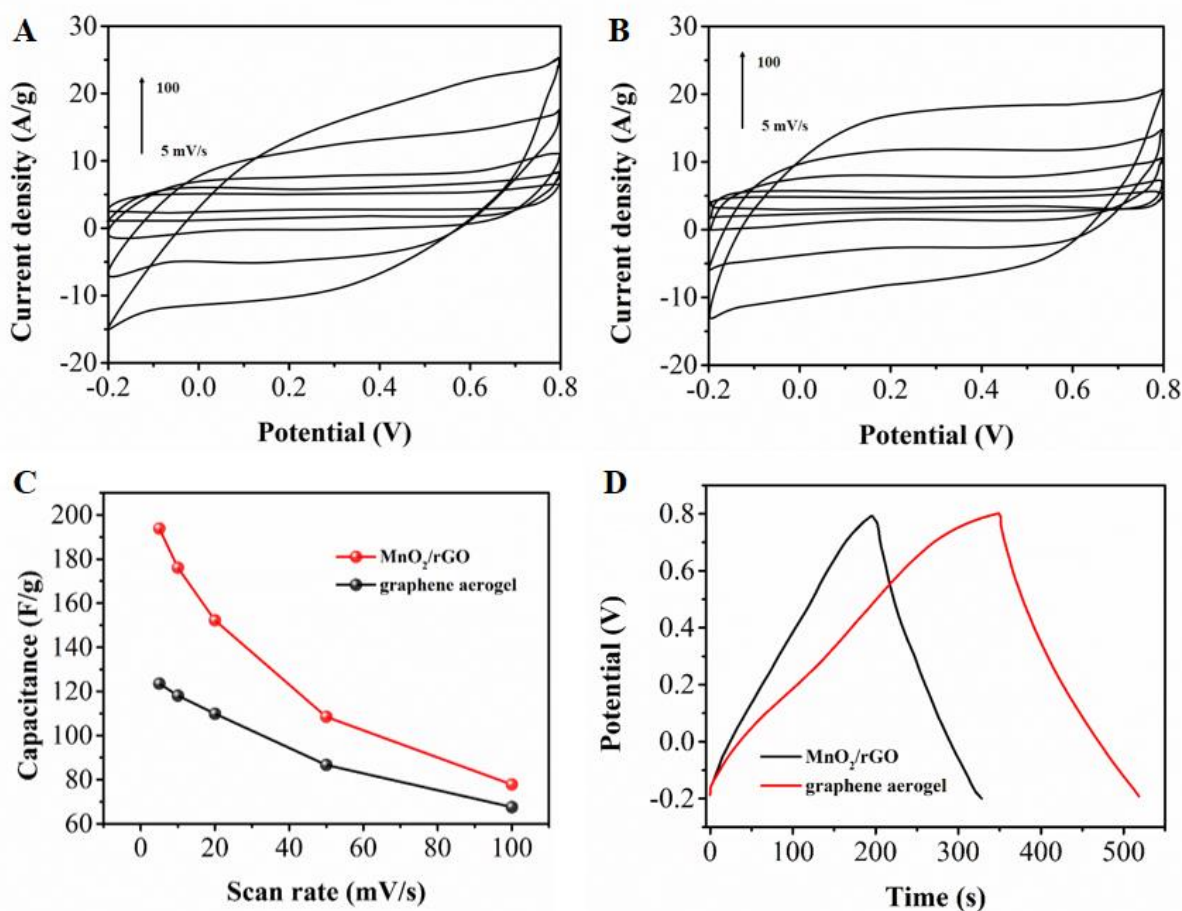 A
30
20
10
0
-10
-20
Current density (A/g)
100
5 mV/s
-0.2 0.0 0.2 0.4 0.6 0.8
Potential (V)
B
30
20
10
0
-10
-20
Current density (A/g)
100
5 mV/s
-0.2 0.0 0.2 0.4 0.6 0.8
Potential (V)
C
200
180
160
140
120
100
80
60
Capacitance (F/g)
MnO₂/rGO
graphene aerogel
0 20 40 60 80 100
Scan rate (mV/s)
D
0.8
0.4
0.2
0.0
-0.2
Potential (V)
MnO₂/rGO
graphene aerogel
0 100 200 300 400 500
Time (s)